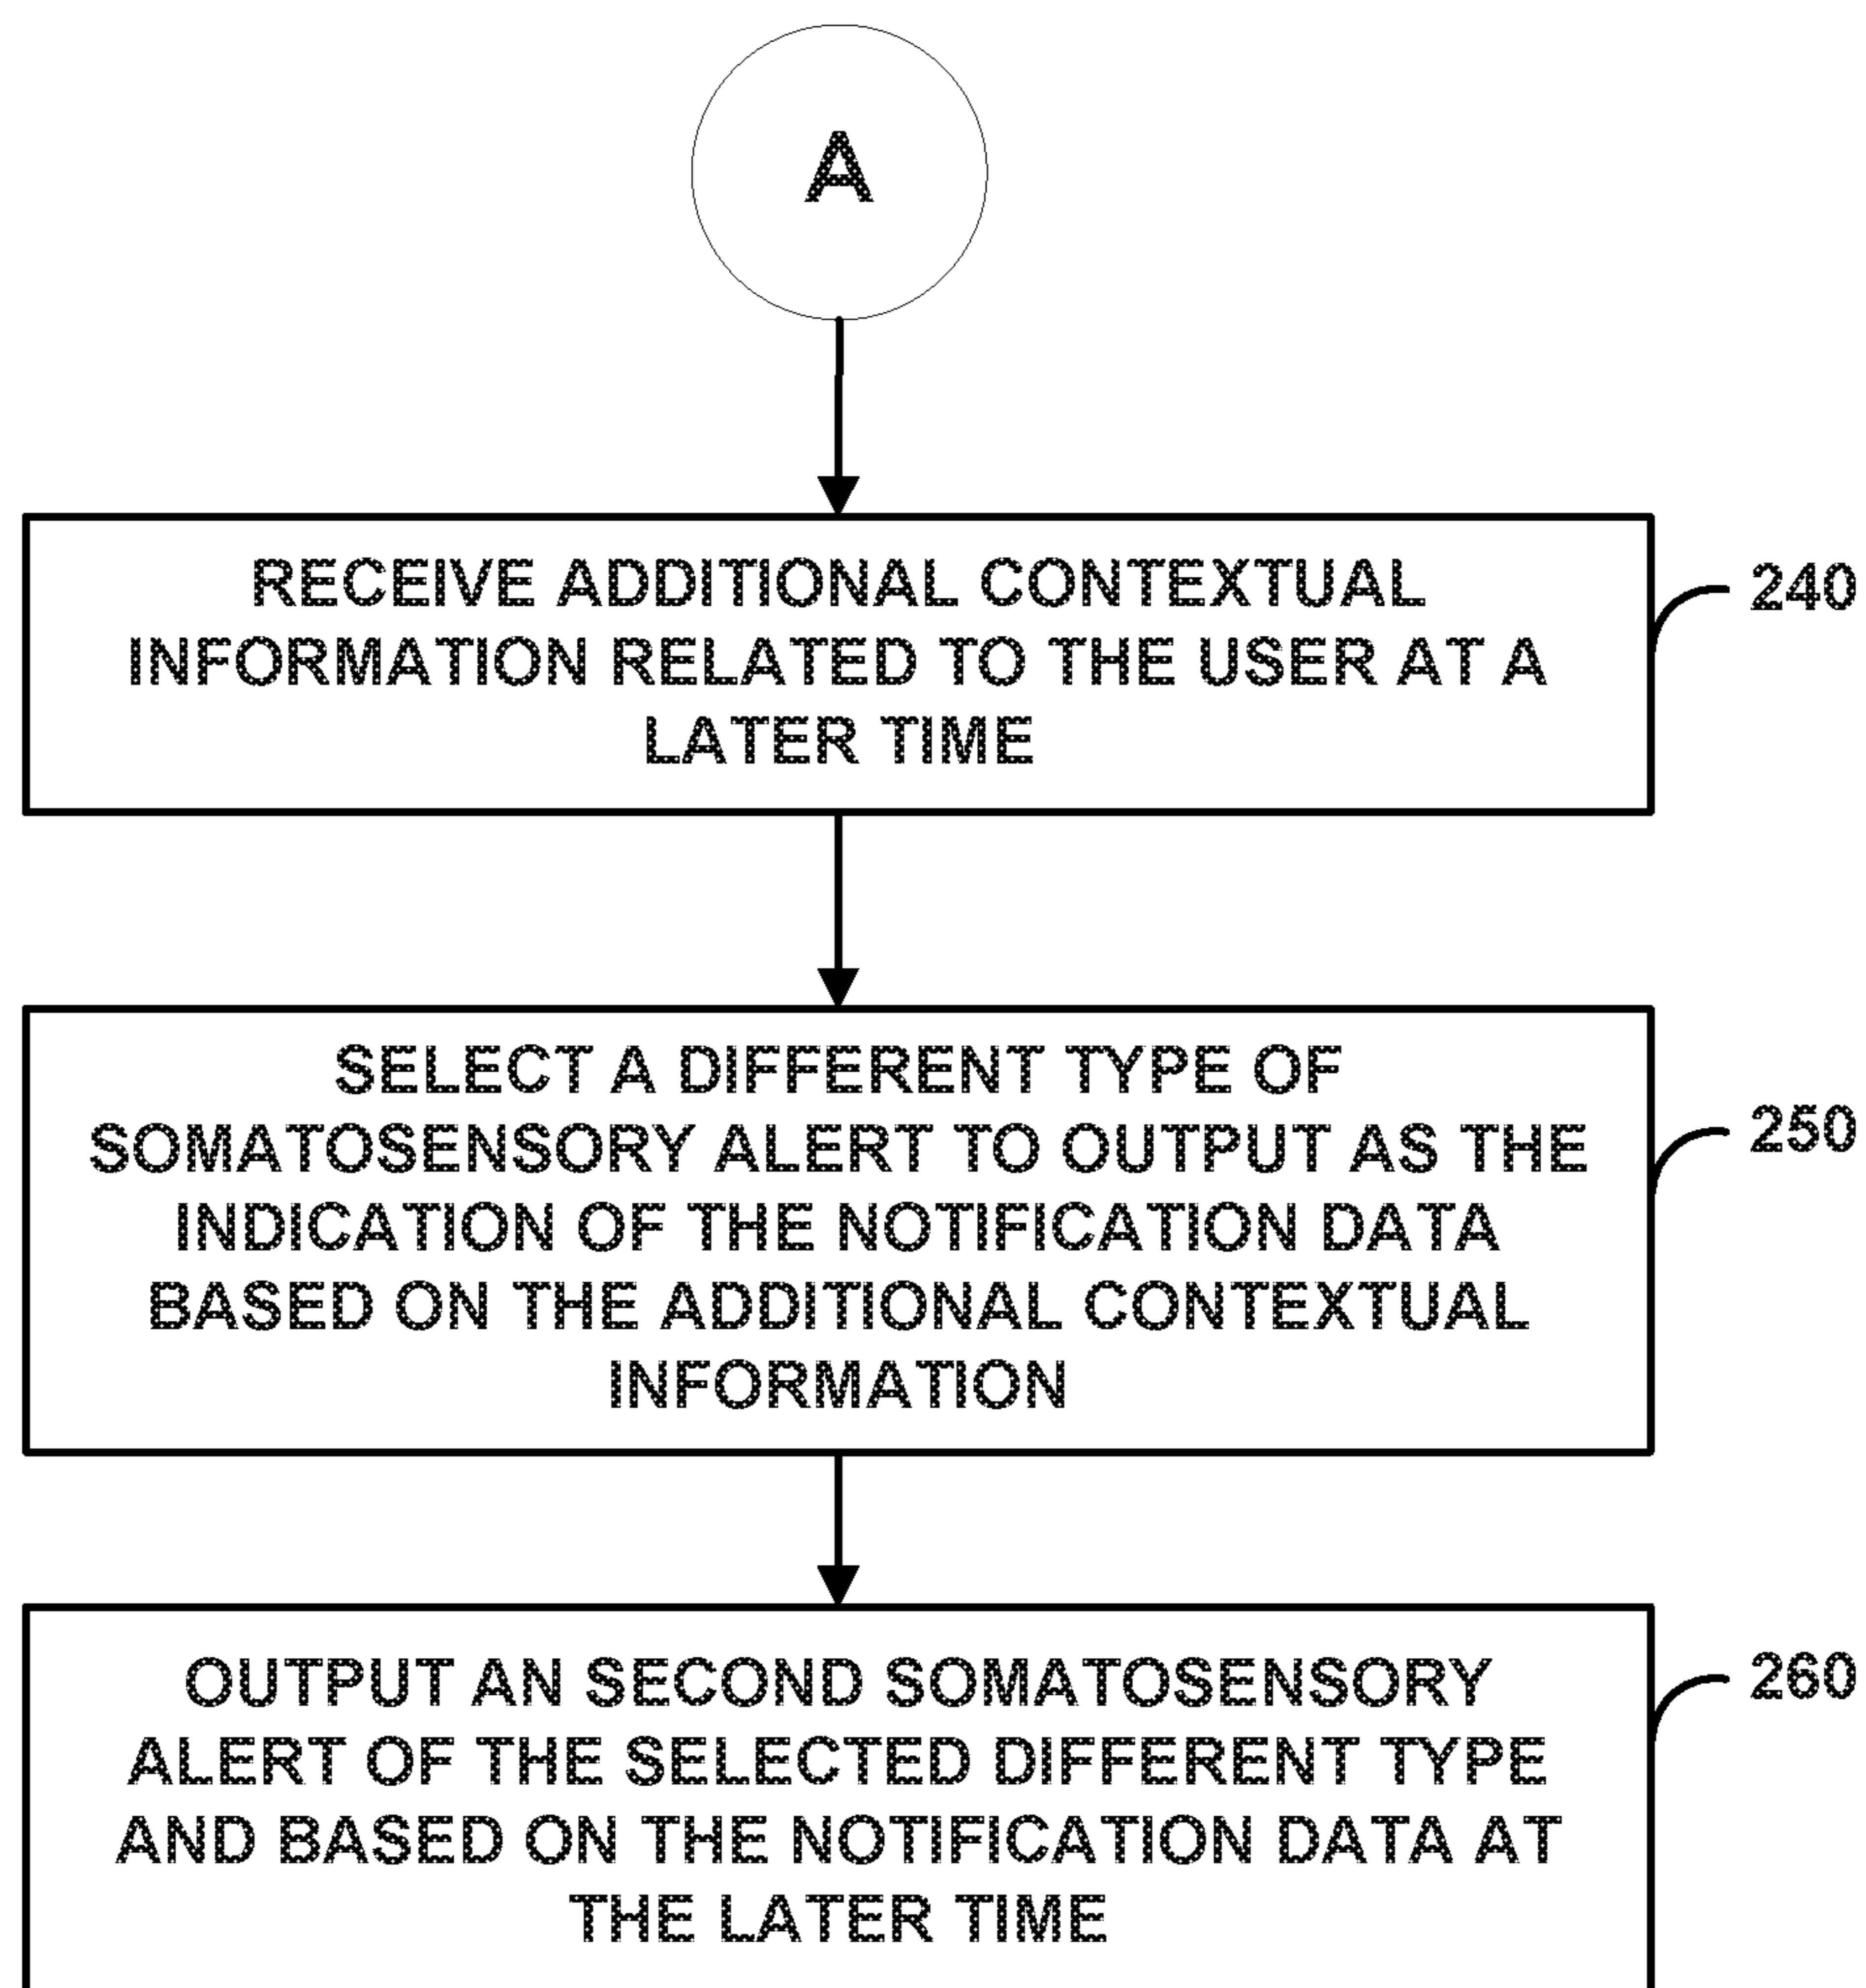 A
RECEIVE ADDITIONAL CONTEXTUAL
INFORMATION RELATED TO THE USER AT A
LATER TIME
240
SELECT A DIFFERENT TYPE OF
SOMATOSENSORY ALERT TO OUTPUT AS THE
INDICATION OF THE NOTIFICATION DATA
BASED ON THE ADDITIONAL CONTEXTUAL
INFORMATION
250
OUTPUT AN SECOND SOMATOSENSORY
ALERT OF THE SELECTED DIFFERENT TYPE
AND BASED ON THE NOTIFICATION DATA AT
THE LATER TIME
260